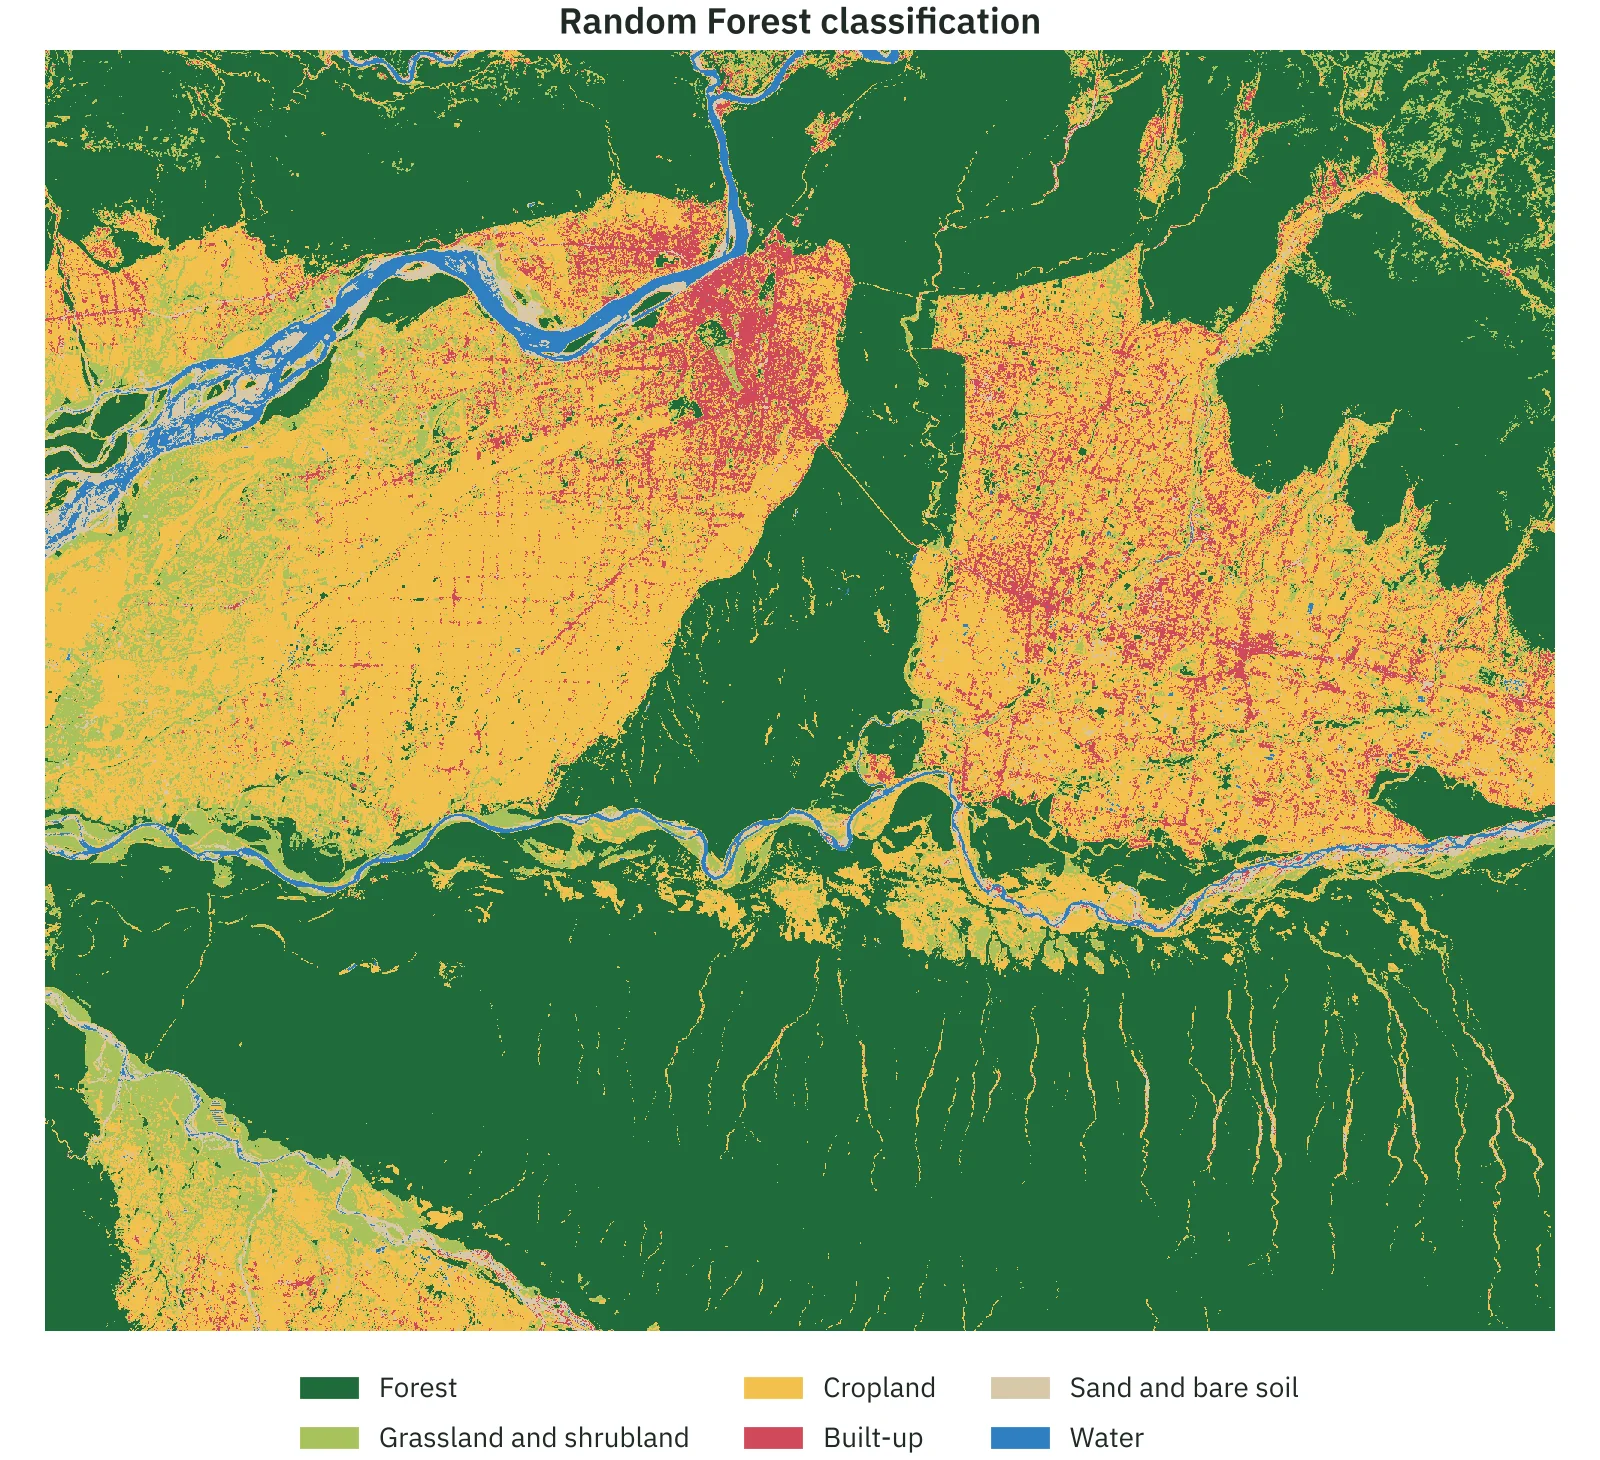 Random Forest classification
Forest
Cropland
Sand and bare soil
Grassland and shrubland
Built-up
Water